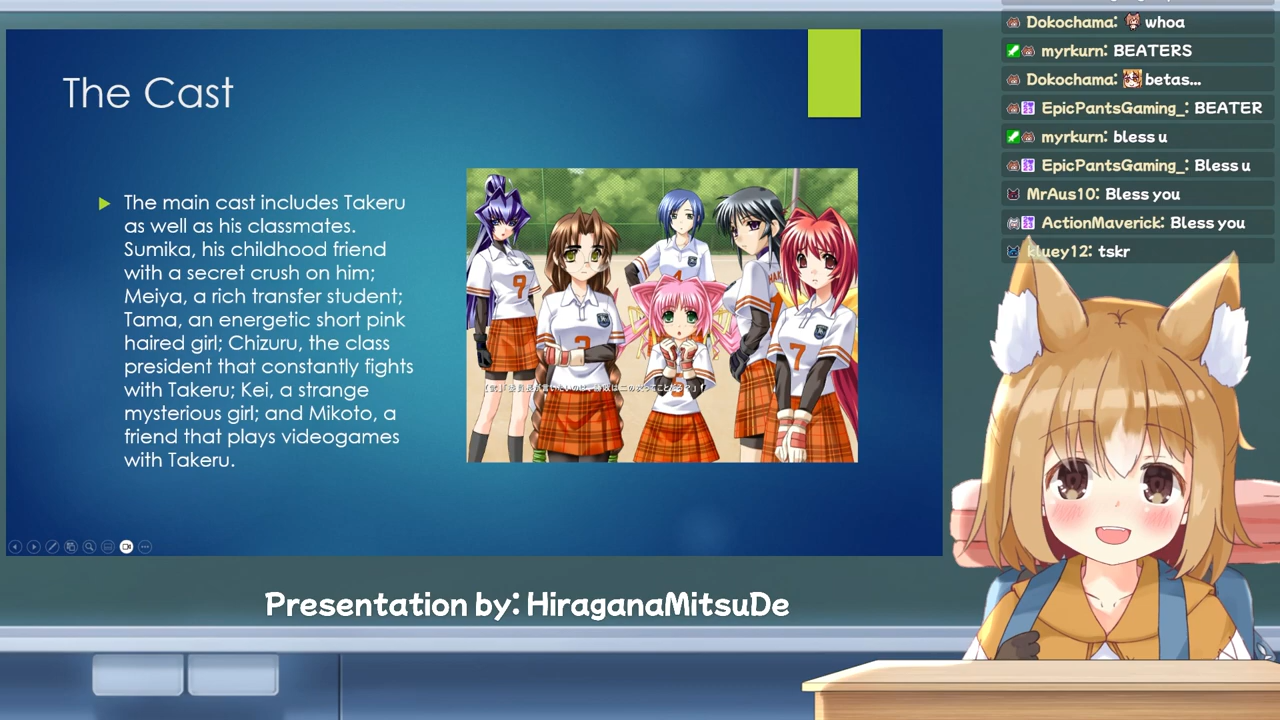 The Cast
The main cast includes Takeru
as well as his classmates.
Sumika, his childhood friend
with a secret crush on him;
Meiya, a rich transfer student;
Tama, an energetic short pink
haired girl; Chizuru, the class
president that constantly fights
with Takeru; Kei, a strange
mysterious girl; and Mikoto, a
friend that plays videogames
with Takeru.
9
7
Presentation by: HiraganaMitsuDe
Dokochama: whoa
myrkurn: BEATERS
Dokochama: betas...
EpicPantsGaming_: BEATER
myrkurn: bless u
EpicPantsGaming_: Bless u
MrAus10: Bless you
ActionMaverick: Bless you
kluey12: tskr